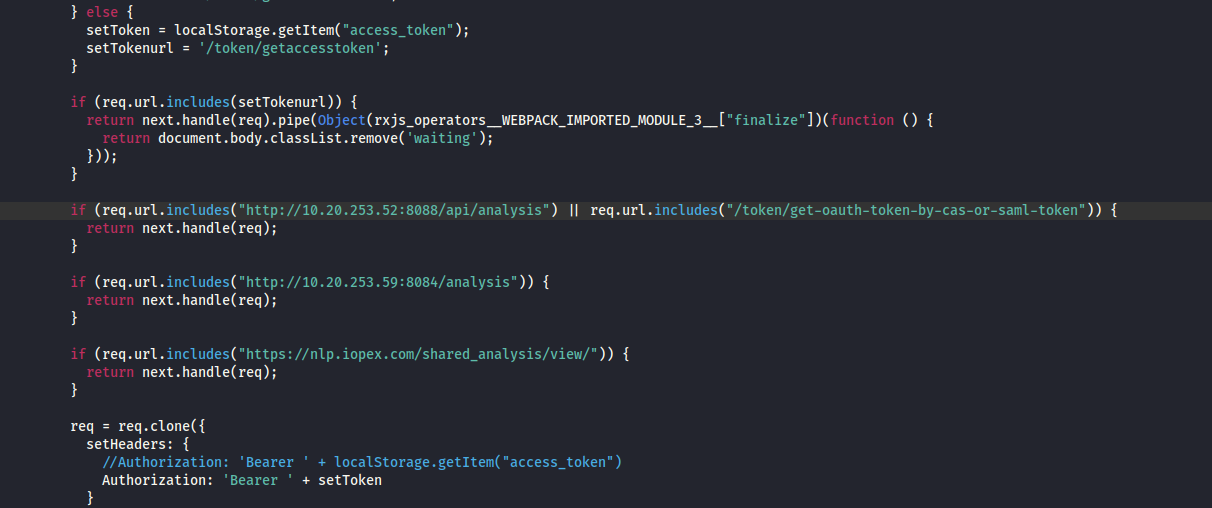 } else {
setToken = localStorage.getItem("access_token");
setTokenurl = '/token/getaccesstoken';
}
if (req.url.includes(setTokenurl)) {
return next.handle(req).pipe(Object(rxjs_operators__WEBPACK_IMPORTED_MODULE_3__["finalize"])(function () {
return document.body.classList.remove('waiting');
}));
}
if (req.url.includes("http://10.20.253.52:8088/api/analysis") || req.url.includes("/token/get-oauth-token-by-cas-or-saml-token")) {
return next.handle(req);
}
if (req.url.includes("http://10.20.253.59:8084/analysis")) {
return next.handle(req);
}
if (req.url.includes("https://nlp.iopex.com/shared_analysis/view/")) {
return next.handle(req);
}
req = req.clone({
setHeaders: {
//Authorization: 'Bearer ' + localStorage.getItem("access_token")
Authorization: 'Bearer ' + setToken
}